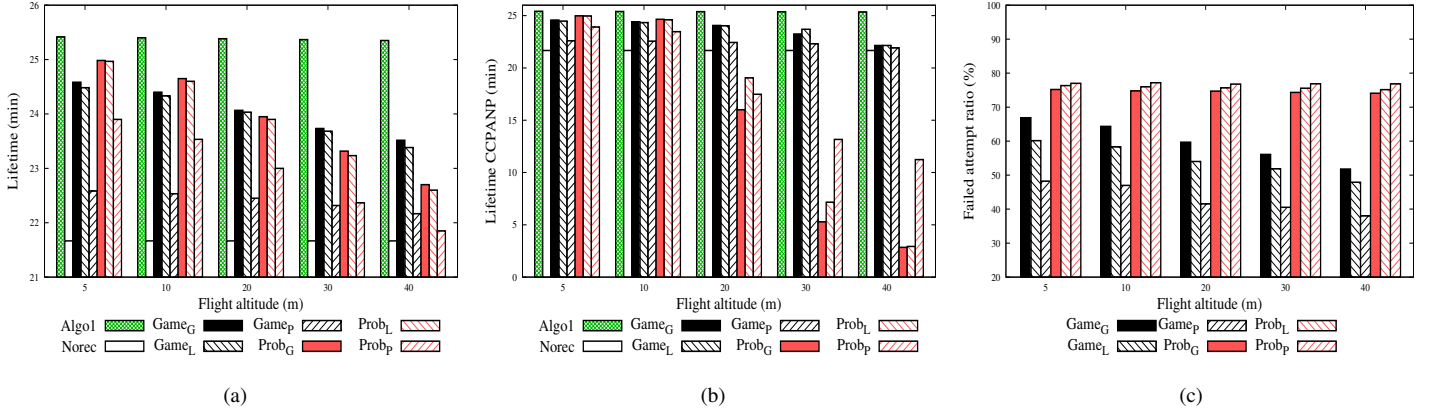 Lifetime (min)
26
25
24
23
22
21
5 10 20 30 40
Flight altitude (m)
Algo1 Game_G Game_P Prob_L
Norec Game_L Prob_G Prob_P
(a)
Lifetime CCPANP (min)
25
20
15
10
5
0
5 10 20 30 40
Flight altitude (m)
Algo1 Game_G Game_P Prob_L
Norec Game_L Prob_G Prob_P
(b)
Failed attempt ratio (%)
100
90
80
70
60
50
40
30
20
5 10 20 30 40
Flight altitude (m)
Game_G Game_P Prob_L
Game_L Prob_G Prob_P
(c)